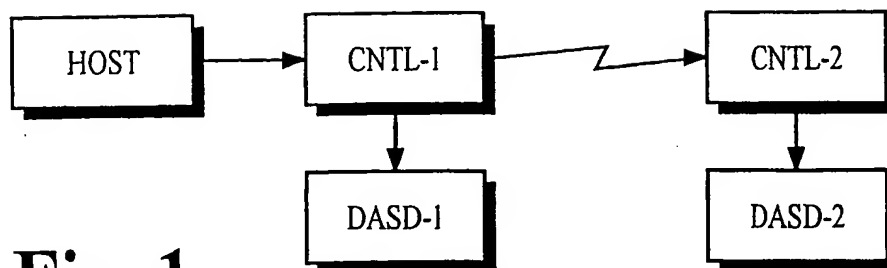 HOST
CNTL-1
CNTL-2
DASD-1
DASD-2
Fig. 1